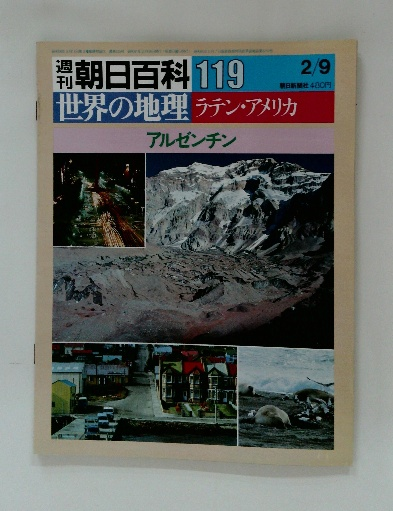 週刊 朝日百科 119 2/9
朝日新聞社 480円
世界の地理 ラテン・アメリカ
アルゼンチン